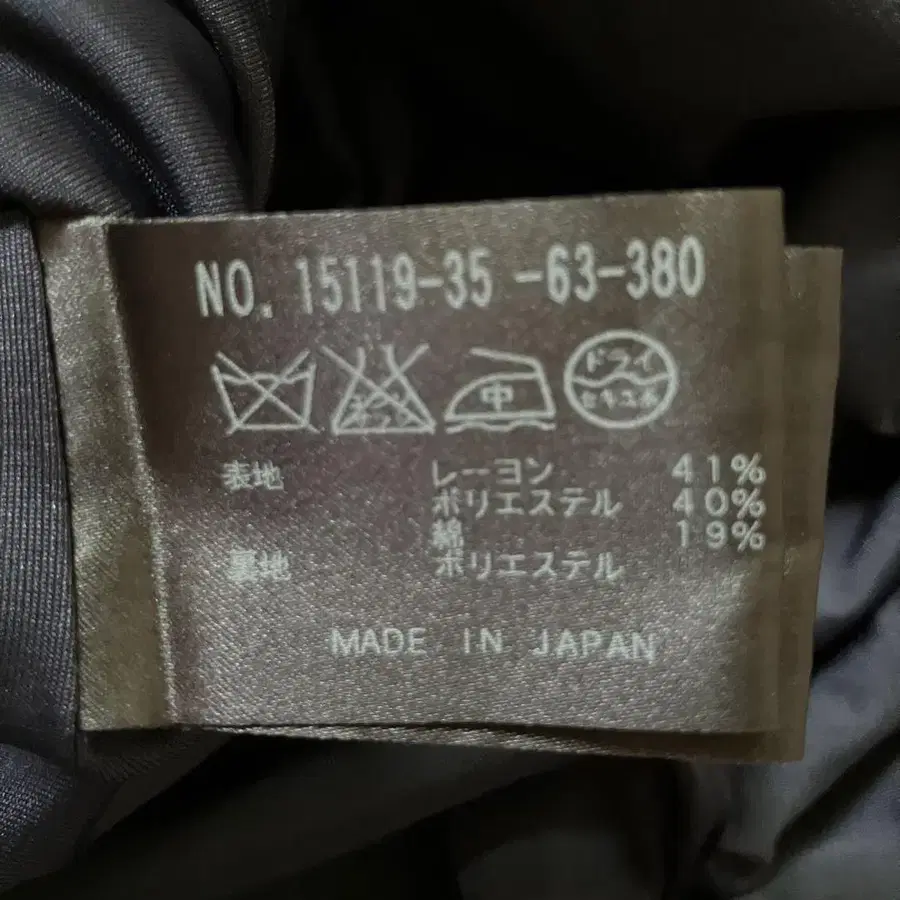 NO. 15119-35 -63-380
中 ドライ
セキユ系
表地 レーヨン 41%
ポリエステル 40%
綿 19%
裏地 ポリエステル
MADE IN JAPAN